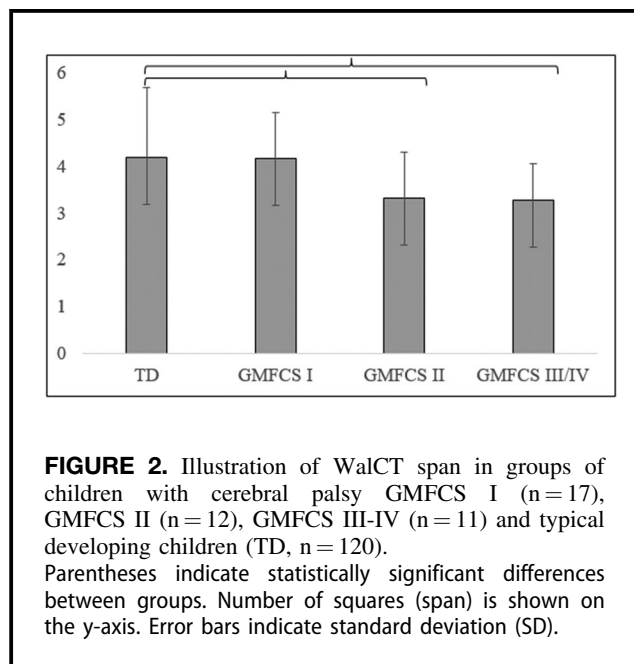 6
5
4
3
2
1
0
TD GMFCS I GMFCS II GMFCS III/IV
FIGURE 2. Illustration of WalCT span in groups of
children with cerebral palsy GMFCS I (n = 17),
GMFCS II (n = 12), GMFCS III-IV (n = 11) and typical
developing children (TD, n = 120).
Parentheses indicate statistically significant differences
between groups. Number of squares (span) is shown on
the y-axis. Error bars indicate standard deviation (SD).